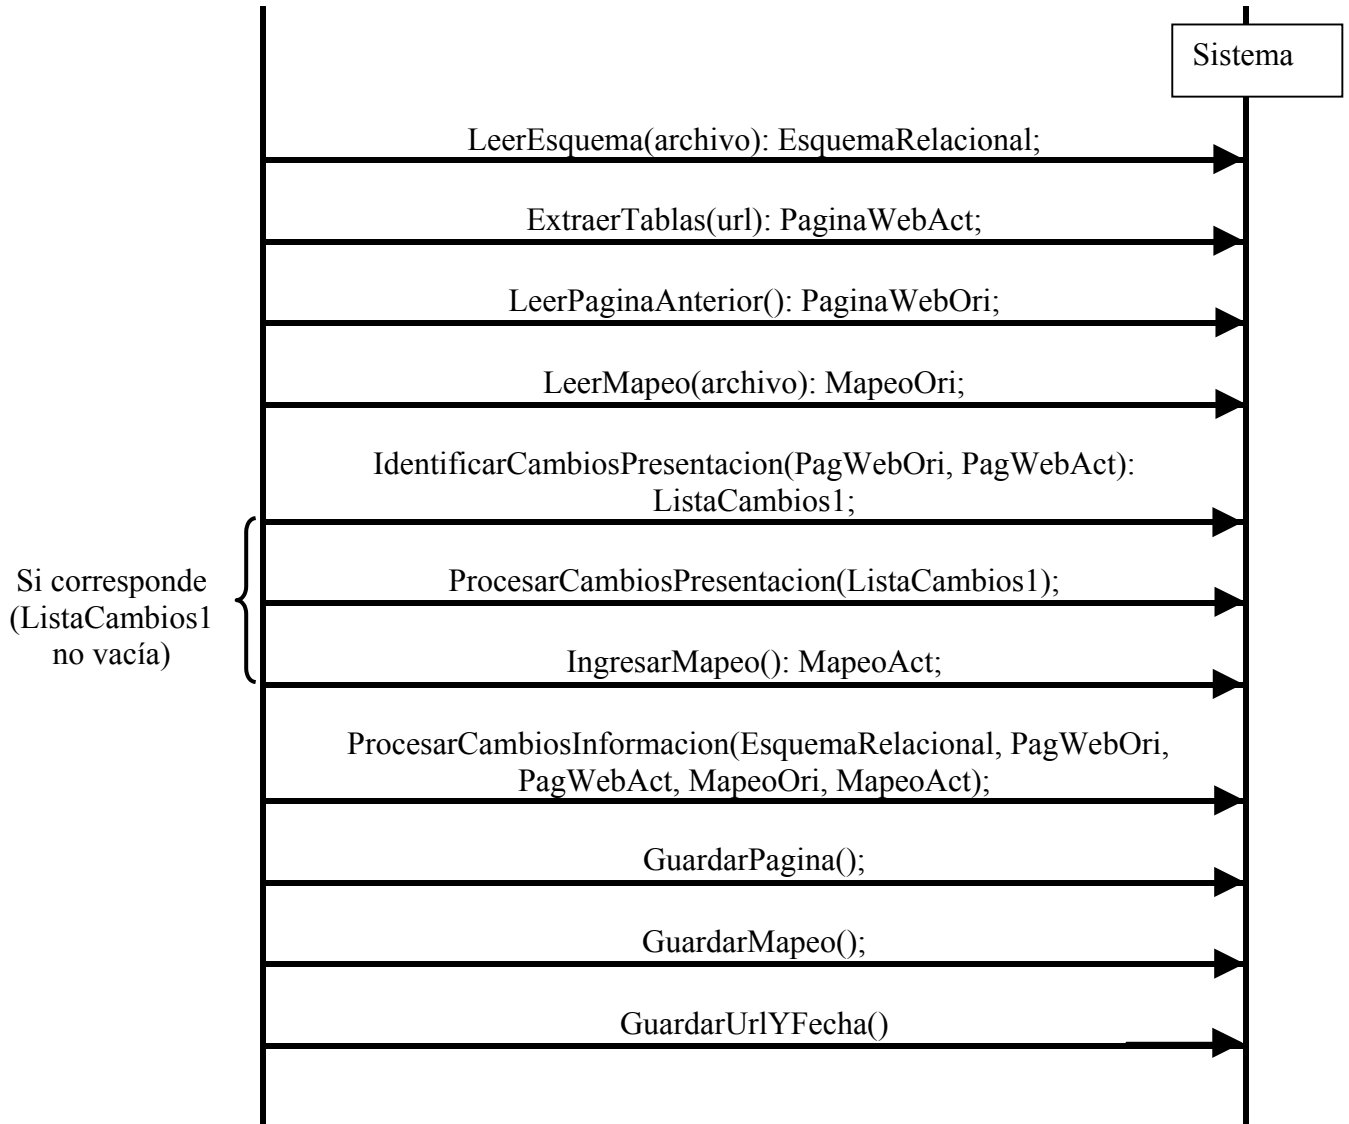 Sistema
LeerEsquema(archivo): EsquemaRelacional;
ExtraerTablas(url): PaginaWebAct;
LeerPaginaAnterior(): PaginaWebOri;
LeerMapeo(archivo): MapeoOri;
IdentificarCambiosPresentacion(PagWebOri, PagWebAct):
ListaCambios1;
Si corresponde
(ListaCambios1
no vacía)
ProcesarCambiosPresentacion(ListaCambios1);
IngresarMapeo(): MapeoAct;
ProcesarCambiosInformacion(EsquemaRelacional, PagWebOri,
PagWebAct, MapeoOri, MapeoAct);
GuardarPagina();
GuardarMapeo();
GuardarUrlYFecha()